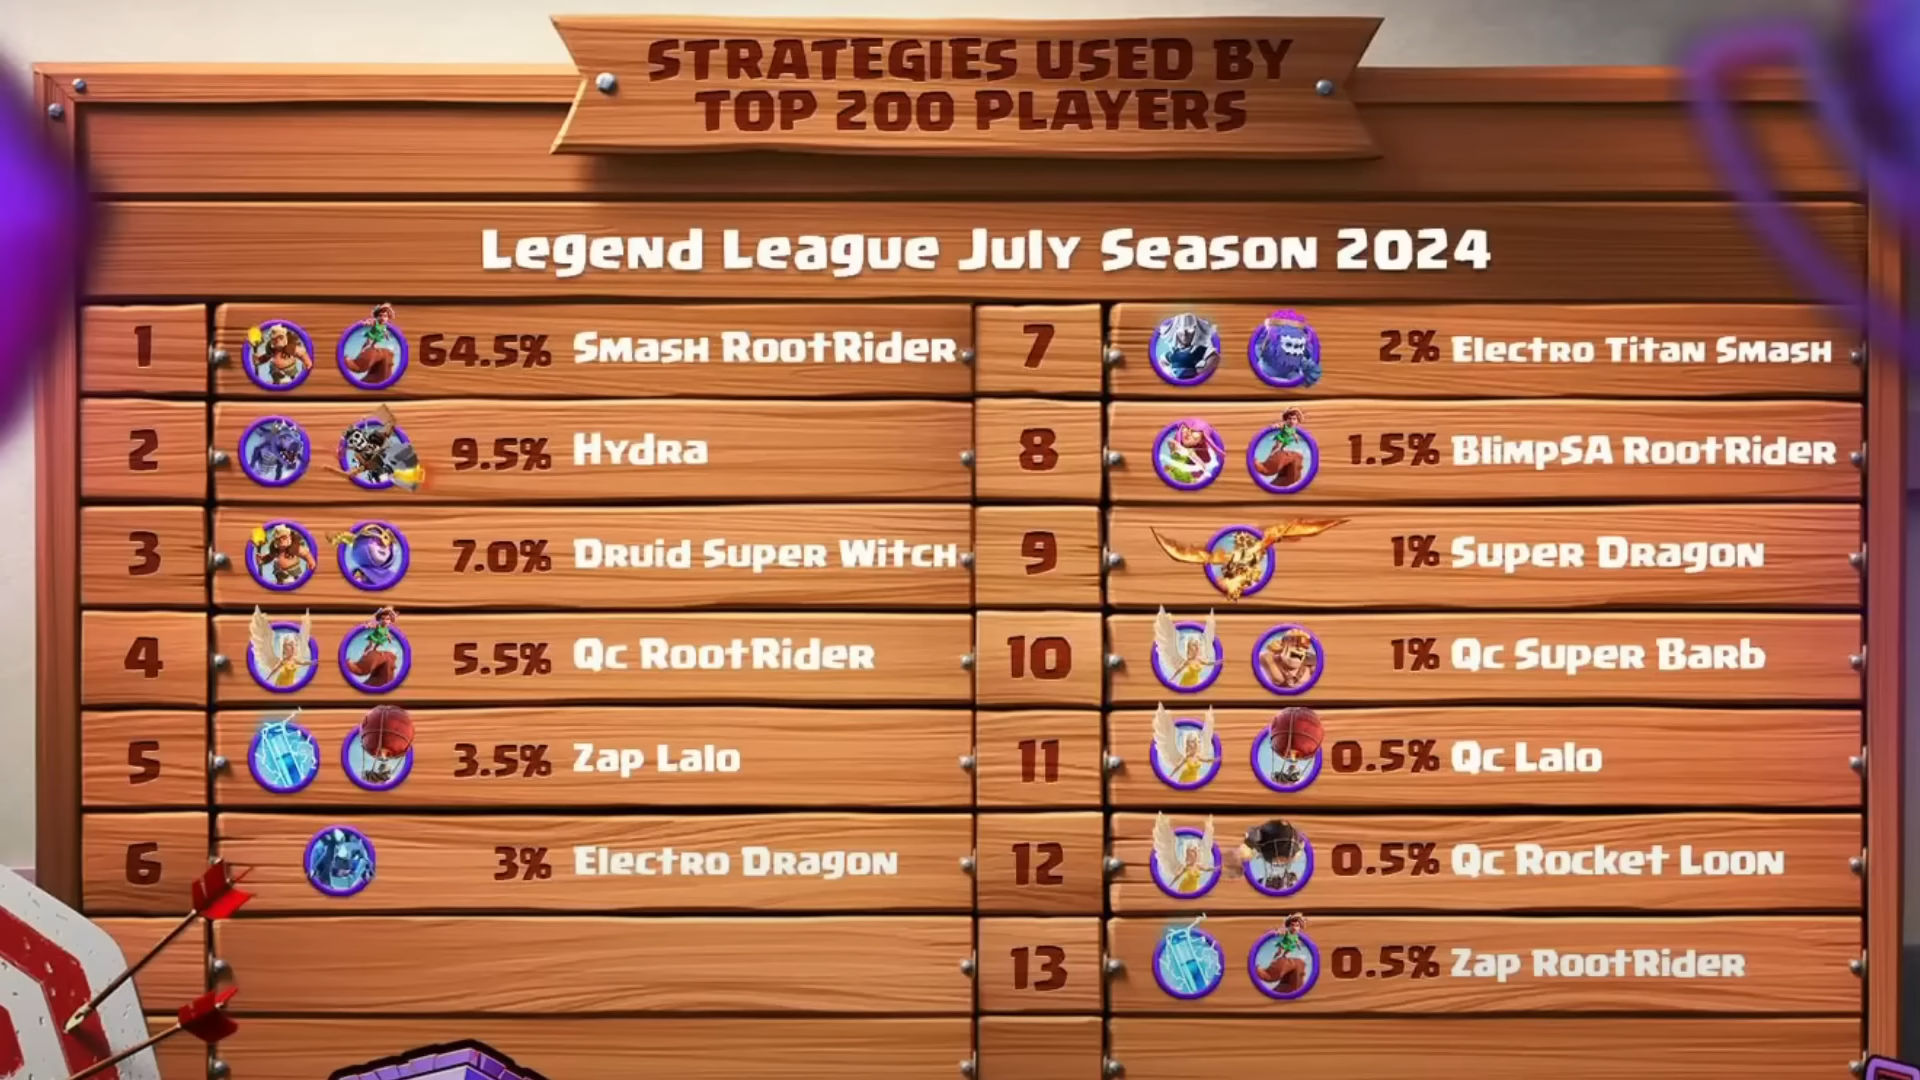 STRATEGIES USED BY
TOP 200 PLAYERS
Legend League July Season 2024
1 64.5% Smash RootRider
2 9.5% Hydra
3 7.0% Druid Super Witch
4 5.5% Qc RootRider
5 3.5% Zap Lalo
6 3% Electro Dragon
7 2% Electro Titan Smash
8 1.5% BlimpSA RootRider
9 1% Super Dragon
10 1% Qc Super Barb
11 0.5% Qc Lalo
12 0.5% Qc Rocket Loon
13 0.5% Zap RootRider